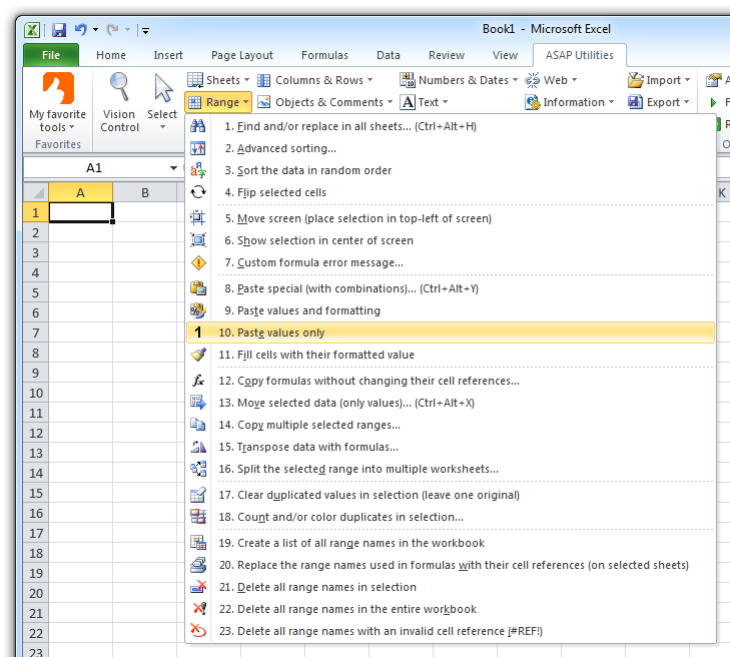 Book1 - Microsoft Excel
File Home Insert Page Layout Formulas Data Review View ASAP Utilities
My favorite tools
Favorites
Vision Control
Select
Sheets Columns & Rows Numbers & Dates Web Import
Range Objects & Comments Text Information Export
A1
A B K
1. Find and/or replace in all sheets... (Ctrl+Alt+H)
2. Advanced sorting...
3. Sort the data in random order
4. Flip selected cells
5. Move screen (place selection in top-left of screen)
6. Show selection in center of screen
7. Custom formula error message...
8. Paste special (with combinations)... (Ctrl+Alt+Y)
9. Paste values and formatting
1 10. Paste values only
11. Fill cells with their formatted value
12. Copy formulas without changing their cell references...
13. Move selected data (only values)... (Ctrl+Alt+X)
14. Copy multiple selected ranges...
15. Transpose data with formulas...
16. Split the selected range into multiple worksheets...
17. Clear duplicated values in selection (leave one original)
18. Count and/or color duplicates in selection...
19. Create a list of all range names in the workbook
20. Replace the range names used in formulas with their cell references (on selected sheets)
21. Delete all range names in selection
22. Delete all range names in the entire workbook
23. Delete all range names with an invalid cell reference (#REF!)
1
2
3
4
5
6
7
8
9
10
11
12
13
14
15
16
17
18
19
20
21
22
23